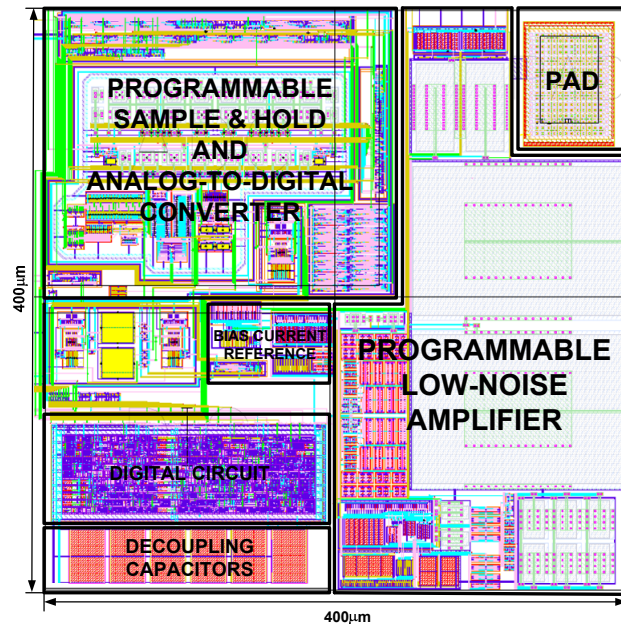 PROGRAMMABLE
SAMPLE & HOLD
AND
ANALOG-TO-DIGITAL
CONVERTER
PAD
400μm
BIAS CURRENT
REFERENCE
PROGRAMMABLE
LOW-NOISE
AMPLIFIER
DIGITAL CIRCUIT
DECOUPLING
CAPACITORS
400μm